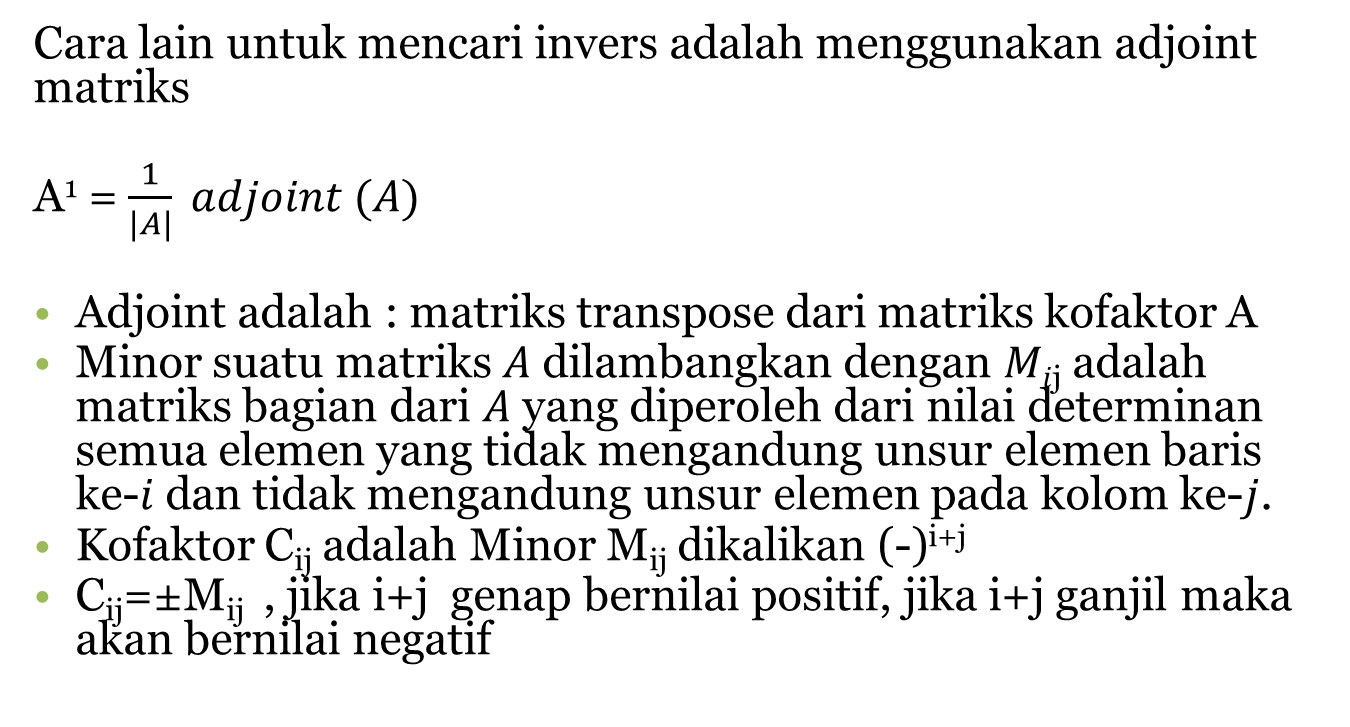 Cara lain untuk mencari invers adalah menggunakan adjoint
matriks
A¹ = 1/|A| adjoint (A)
• Adjoint adalah : matriks transpose dari matriks kofaktor A
• Minor suatu matriks A dilambangkan dengan Mᵢⱼ adalah
matriks bagian dari A yang diperoleh dari nilai determinan
semua elemen yang tidak mengandung unsur elemen baris
ke-i dan tidak mengandung unsur elemen pada kolom ke-j.
• Kofaktor Cᵢⱼ adalah Minor Mᵢⱼ dikalikan (-)ⁱ⁺ʲ
• Cᵢⱼ=±Mᵢⱼ , jika i+j genap bernilai positif, jika i+j ganjil maka
akan bernilai negatif